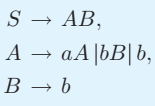 S → AB,
A → aA|bB|b,
B → b